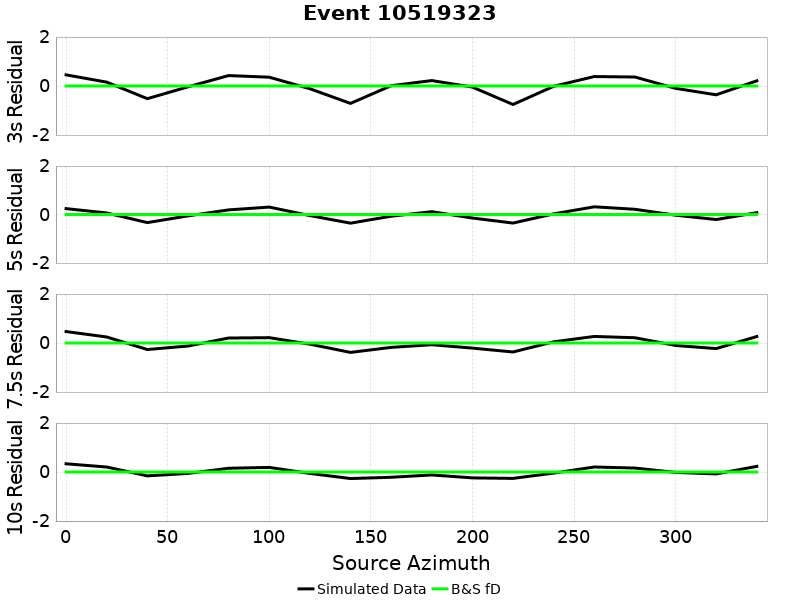 Event 10519323
3s Residual
2
0
-2
5s Residual
2
0
-2
7.5s Residual
2
0
-2
10s Residual
2
0
-2
0 50 100 150 200 250 300
Source Azimuth
Simulated Data B&S fD